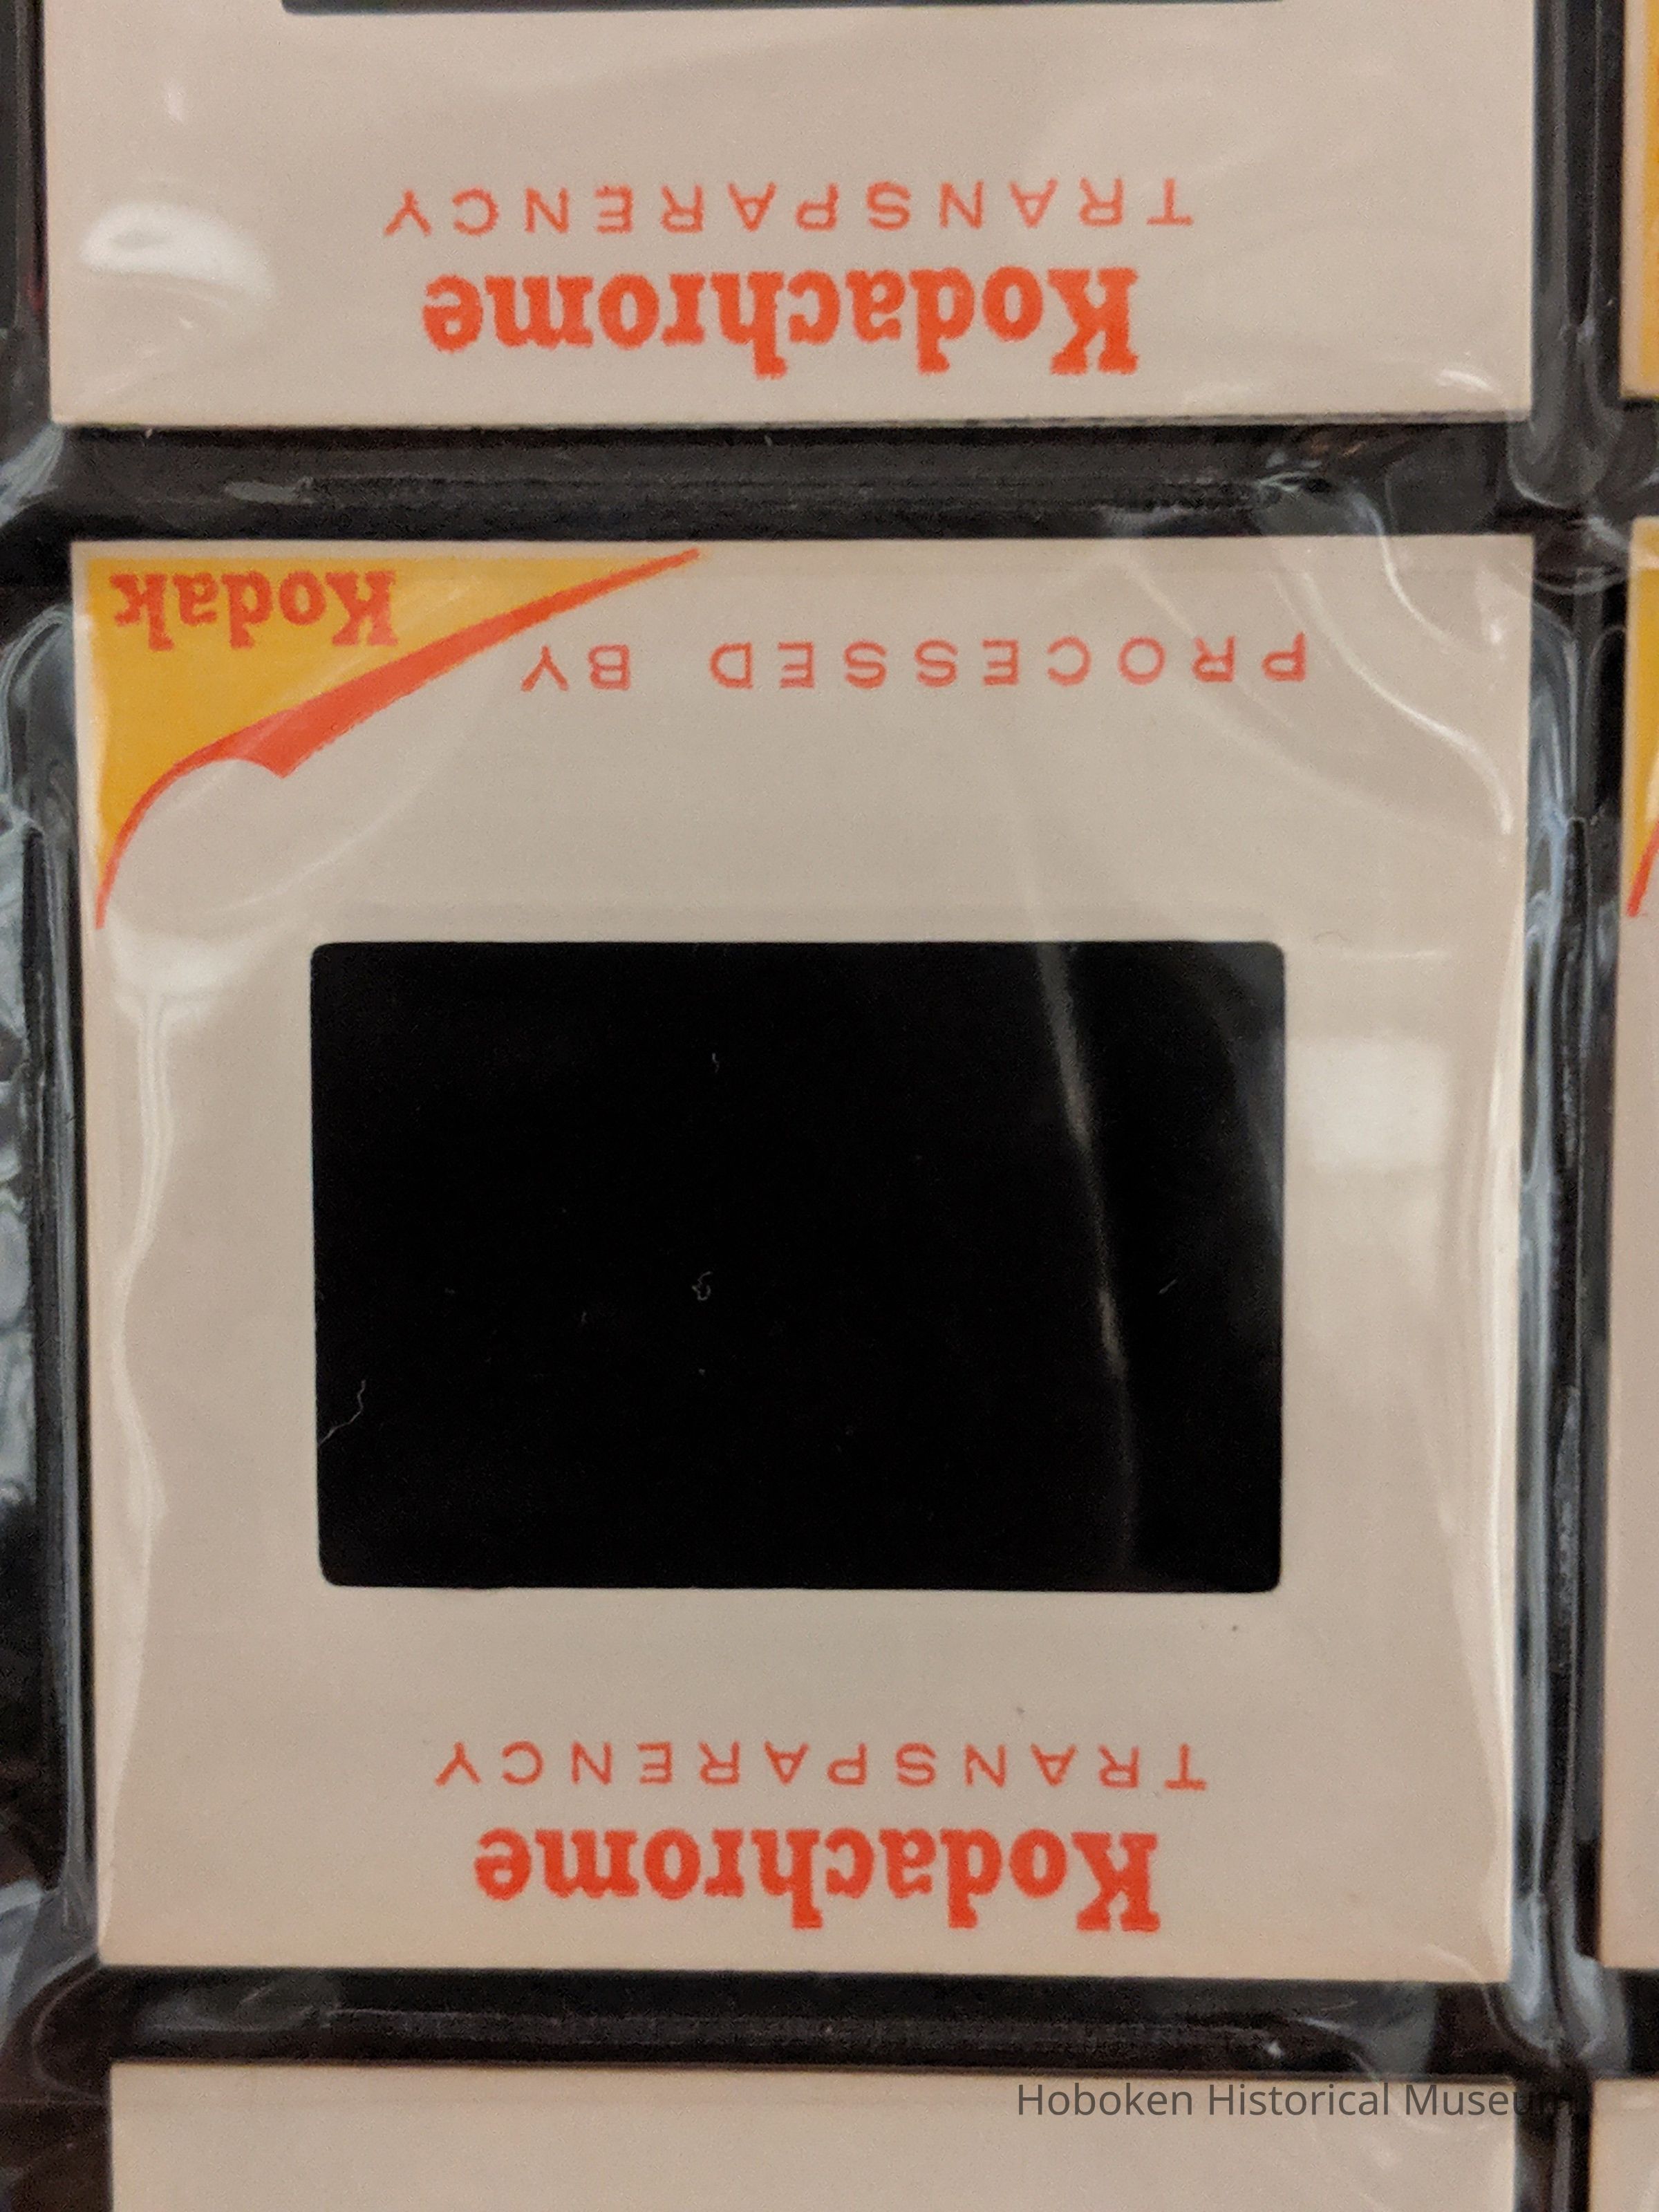 TRANSPARENCY
Kodachrome
Kodak
PROCESSED BY
TRANSPARENCY
Kodachrome
Hoboken Historical Museum